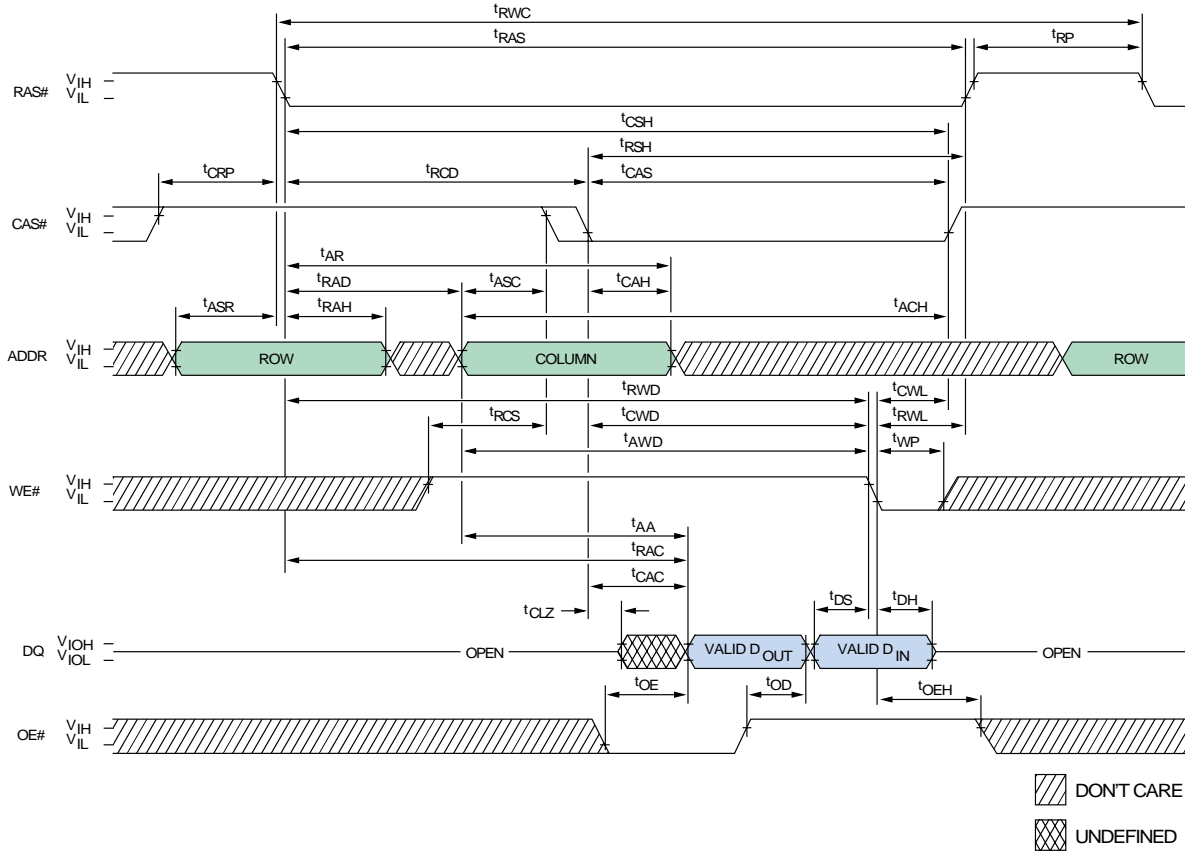 tRWC
tRAS tRP
RAS# VIH
VIL
tCSH
tRSH
tCRP tRCD tCAS
CAS# VIH
VIL
tAR
tRAD tASC tCAH
tASR tRAH tACH
ADDR VIH
VIL
ROW COLUMN ROW
tRWD tCWL
tRCS tCWD tRWL
tAWD tWP
WE# VIH
VIL
tAA
tRAC
tCAC
tCLZ tDS tDH
DQ VIOH
VIOL
OPEN VALID DOUT VALID DIN OPEN
tOE tOD tOEH
OE# VIH
VIL
DON'T CARE
UNDEFINED